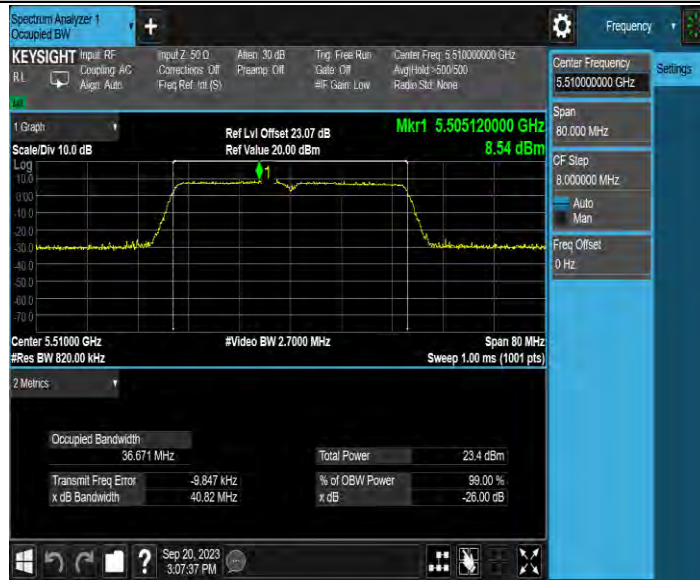 Spectrum Analyzer 1
Occupied BW
+
Frequency
KEYSIGHT
RL
Input: RF
Coupling: AC
Align: Auto
Input Z: 50 Ω
Corrections: Off
Freq Ref: Int (S)
Atten: 30 dB
Preamp: Off
Trig: Free Run
Gate: Off
#IF Gain: Low
Center Freq: 5.510000000 GHz
Avg|Hold:>500/500
Radio Std: None
1 Graph
Scale/Div 10.0 dB
Ref Lvl Offset 23.07 dB
Ref Value 20.00 dBm
Mkr1 5.505120000 GHz
8.54 dBm
Log
10.0
0.00
-10.0
-20.0
-30.0
-40.0
-50.0
-60.0
-70.0
1
Center 5.51000 GHz
#Res BW 820.00 kHz
#Video BW 2.7000 MHz
Span 80 MHz
Sweep 1.00 ms (1001 pts)
2 Metrics
Occupied Bandwidth
36.671 MHz
Total Power 23.4 dBm
Transmit Freq Error -9.847 kHz
% of OBW Power 99.00 %
x dB Bandwidth 40.82 MHz
x dB -26.00 dB
Center Frequency
5.510000000 GHz
Settings
Span
80.000 MHz
CF Step
8.000000 MHz
Auto
Man
Freq Offset
0 Hz
?
Sep 20, 2023
3:07:37 PM